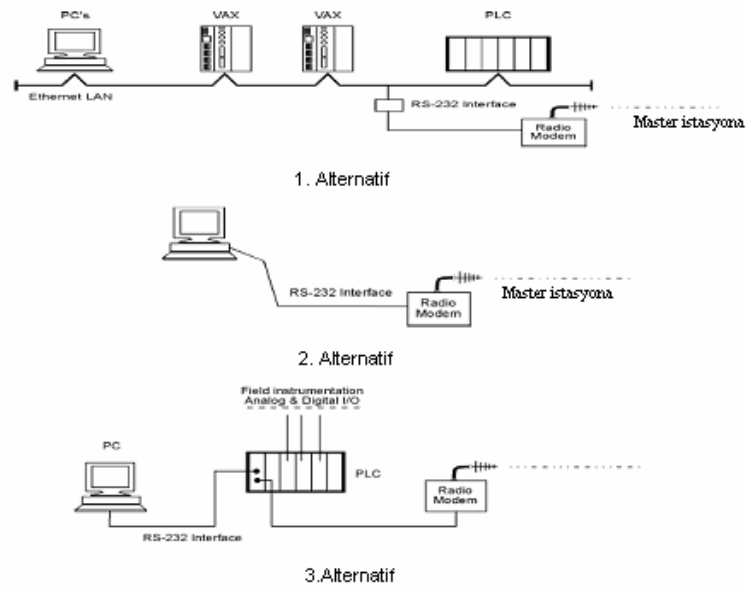 PC's VAX VAX PLC
Ethernet LAN
RS-232 Interface
Radio
Modem
Master istasyona
1. Alternatif
RS-232 Interface
Radio
Modem
Master istasyona
2. Alternatif
Field instrumentation
Analog & Digital I/O
PC
PLC
Radio
Modem
RS-232 Interface
3.Alternatif